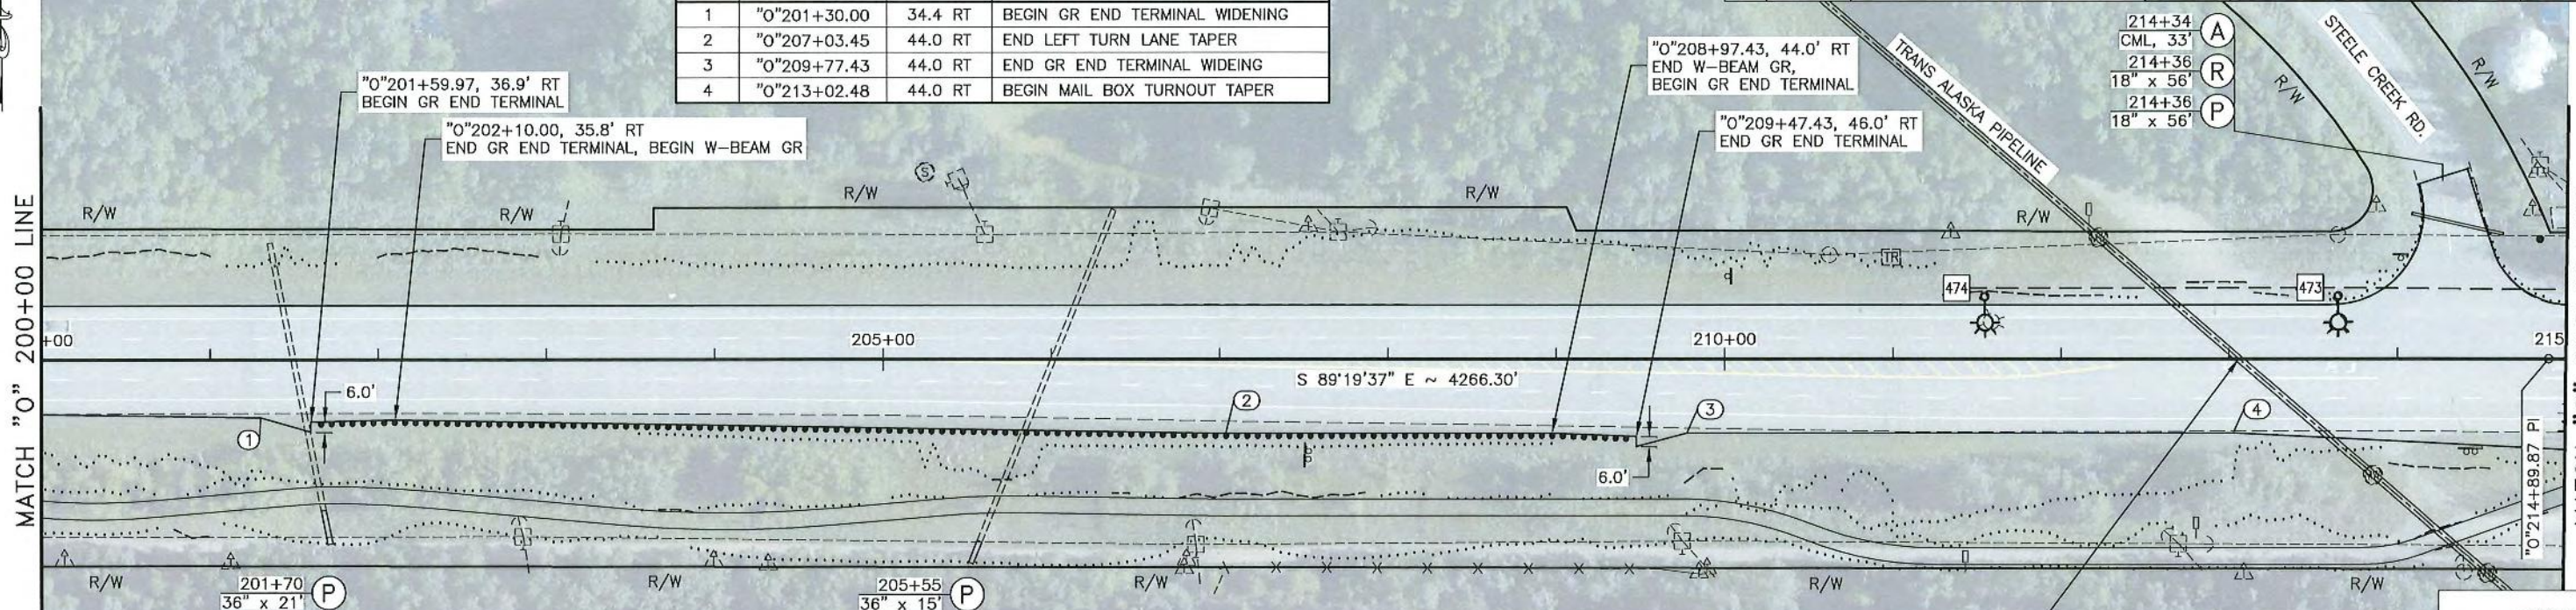 1 "O"201+30.00 34.4 RT BEGIN GR END TERMINAL WIDENING
2 "O"207+03.45 44.0 RT END LEFT TURN LANE TAPER
3 "O"209+77.43 44.0 RT END GR END TERMINAL WIDEING
4 "O"213+02.48 44.0 RT BEGIN MAIL BOX TURNOUT TAPER
"O"201+59.97, 36.9' RT
BEGIN GR END TERMINAL
"O"202+10.00, 35.8' RT
END GR END TERMINAL, BEGIN W-BEAM GR
"O"208+97.43, 44.0' RT
END W-BEAM GR,
BEGIN GR END TERMINAL
"O"209+47.43, 46.0' RT
END GR END TERMINAL
TRANS ALASKA PIPELINE
214+34
CML, 33'
A
214+36
18" x 56'
R
214+36
18" x 56'
P
STEELE CREEK RD.
R/W
R/W
R/W
R/W
R/W
R/W
R/W
S
TR
474
473
MATCH "O" 200+00 LINE
+00
205+00
210+00
215
S 89°19'37" E ~ 4266.30'
6.0'
1
2
3
4
6.0'
"O"214+89.87 PI
R/W
R/W
R/W
R/W
R/W
201+70
36" x 21'
P
205+55
36" x 15'
P